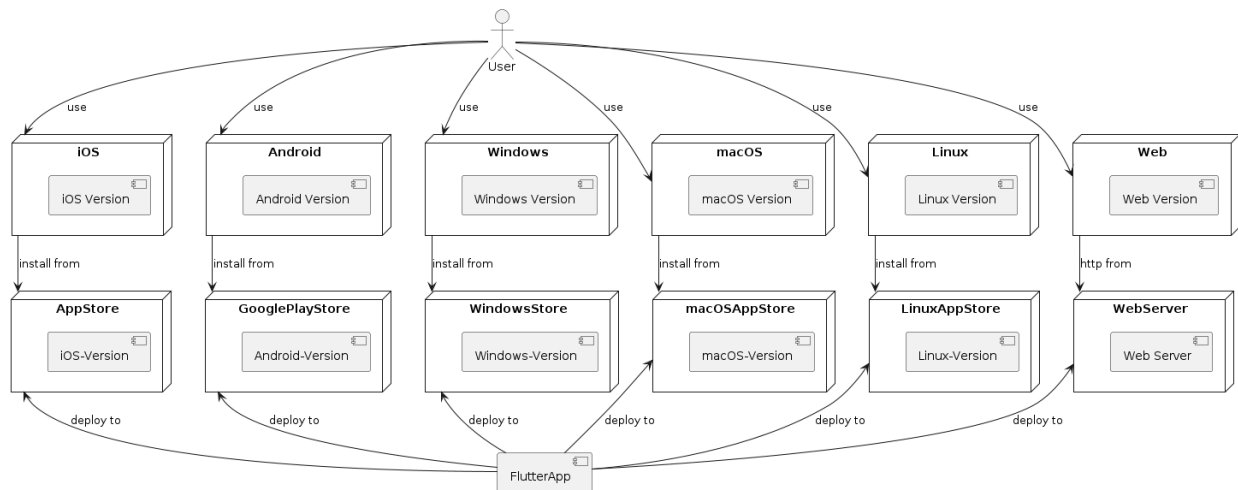 User
use
use
use
use
use
use
iOS
Android
Windows
macOS
Linux
Web
iOS Version
Android Version
Windows Version
macOS Version
Linux Version
Web Version
install from
install from
install from
install from
install from
http from
AppStore
GooglePlayStore
WindowsStore
macOSAppStore
LinuxAppStore
WebServer
iOS-Version
Android-Version
Windows-Version
macOS-Version
Linux-Version
Web Server
deploy to
deploy to
deploy to
deploy to
deploy to
deploy to
FlutterApp